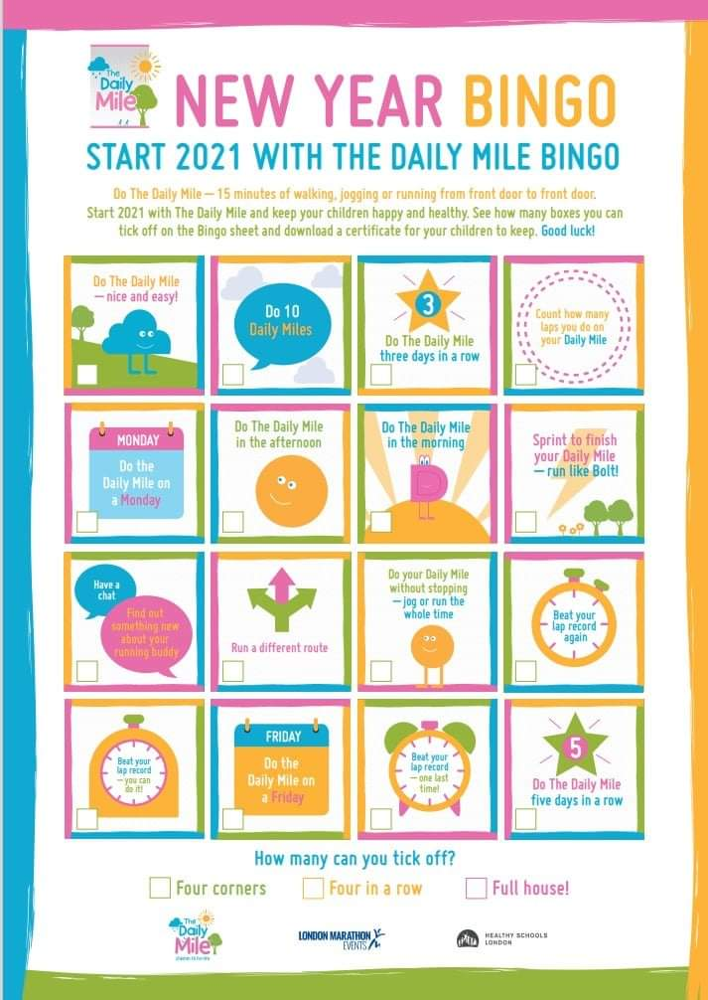 The
Daily
Mile
NEW YEAR BINGO
START 2021 WITH THE DAILY MILE BINGO
Do The Daily Mile – 15 minutes of walking, jogging or running from front door to front door.
Start 2021 with The Daily Mile and keep your children happy and healthy. See how many boxes you can
tick off on the Bingo sheet and download a certificate for your children to keep. Good luck!
Do The Daily Mile
– nice and easy!
Do 10
Daily Miles
3
Do The Daily Mile
three days in a row
Count how many
laps you do on
your Daily Mile
MONDAY
Do the
Daily Mile on
a Monday
Do The Daily Mile
in the afternoon
Do The Daily Mile
in the morning
D
Sprint to finish
your Daily Mile
– run like Bolt!
Have a
chat
Find out
something new
about your
running buddy
Run a different route
Do your Daily Mile
without stopping
– jog or run the
whole time
Beat your
lap record
again
Beat your
lap record
– you can
do it!
FRIDAY
Do the
Daily Mile on
a Friday
Beat your
lap record
– one last
time!
5
Do The Daily Mile
five days in a row
How many can you tick off?
Four corners
Four in a row
Full house!
The
Daily
Mile
children fit for life
LONDON MARATHON
EVENTS
HEALTHY SCHOOLS
LONDON